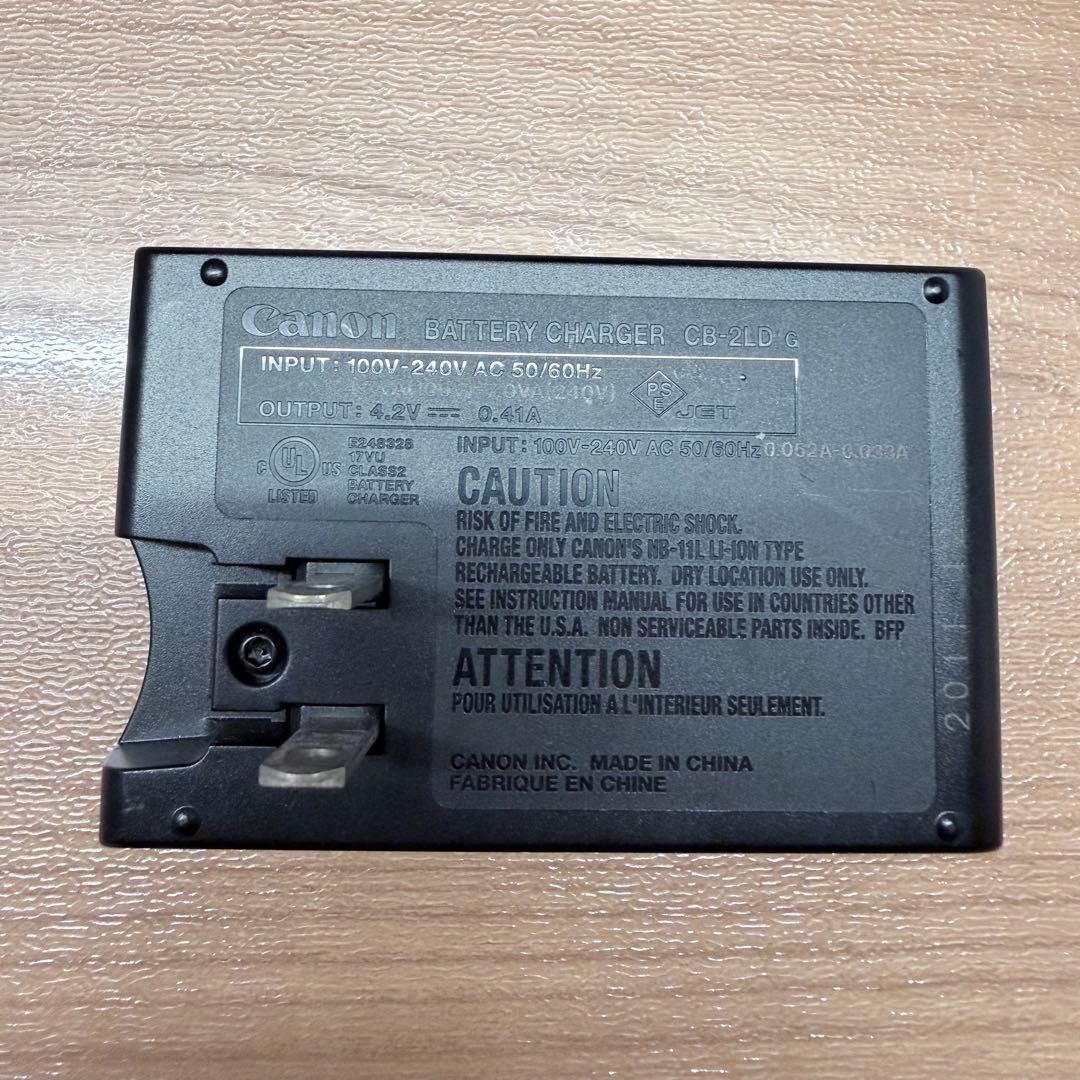 Canon BATTERY CHARGER CB-2LD G
INPUT: 100V-240V AC 50/60Hz
(240V)
OUTPUT: 4.2V ⎓ 0.41A
PSE JET
INPUT: 100V-240V AC 50/60Hz 0.052A-0.033A
C UL US
LISTED
E248328
17VU
CLASS2
BATTERY
CHARGER
CAUTION
RISK OF FIRE AND ELECTRIC SHOCK.
CHARGE ONLY CANON'S NB-11L LI-ION TYPE
RECHARGEABLE BATTERY. DRY LOCATION USE ONLY.
SEE INSTRUCTION MANUAL FOR USE IN COUNTRIES OTHER
THAN THE U.S.A. NON SERVICEABLE PARTS INSIDE. BFP
ATTENTION
POUR UTILISATION A L'INTERIEUR SEULEMENT.
CANON INC. MADE IN CHINA
FABRIQUE EN CHINE